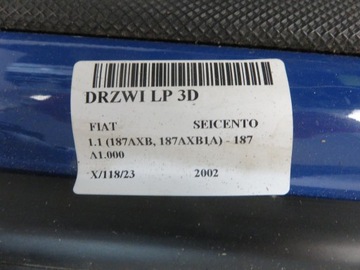 DRZWI LP 3D
FIAT SEICENTO
1.1 (187AXB, 187AXB1A) - 187
A1.000
X/118/23 2002